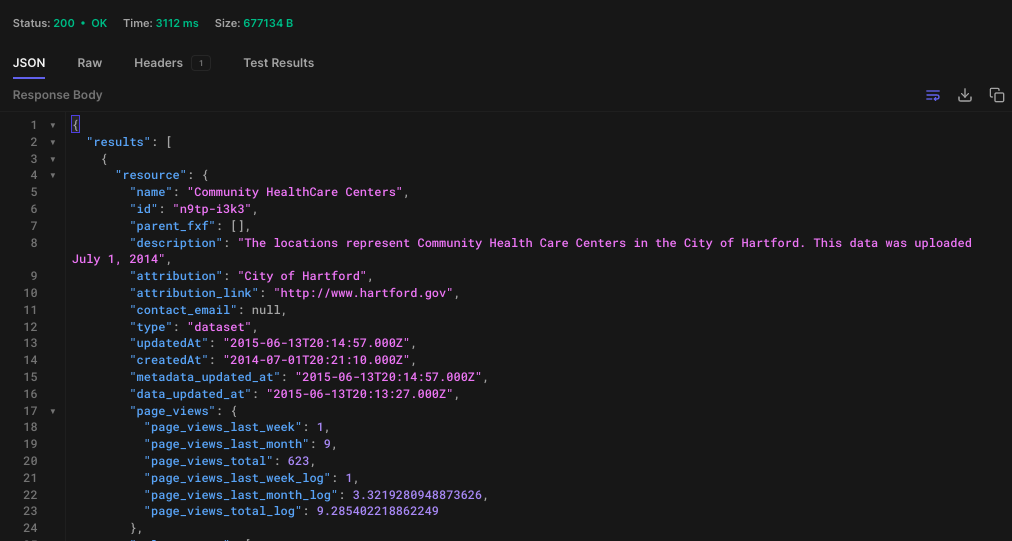 Status: 200 • OK Time: 3112 ms Size: 677134 B
JSON Raw Headers 1 Test Results
Response Body
1 {
2 "results": [
3 {
4 "resource": {
5 "name": "Community HealthCare Centers",
6 "id": "n9tp-i3k3",
7 "parent_fxf": [],
8 "description": "The locations represent Community Health Care Centers in the City of Hartford. This data was uploaded
July 1, 2014",
9 "attribution": "City of Hartford",
10 "attribution_link": "http://www.hartford.gov",
11 "contact_email": null,
12 "type": "dataset",
13 "updatedAt": "2015-06-13T20:14:57.000Z",
14 "createdAt": "2014-07-01T20:21:10.000Z",
15 "metadata_updated_at": "2015-06-13T20:14:57.000Z",
16 "data_updated_at": "2015-06-13T20:13:27.000Z",
17 "page_views": {
18 "page_views_last_week": 1,
19 "page_views_last_month": 9,
20 "page_views_total": 623,
21 "page_views_last_week_log": 1,
22 "page_views_last_month_log": 3.3219280948873626,
23 "page_views_total_log": 9.285402218862249
24 },